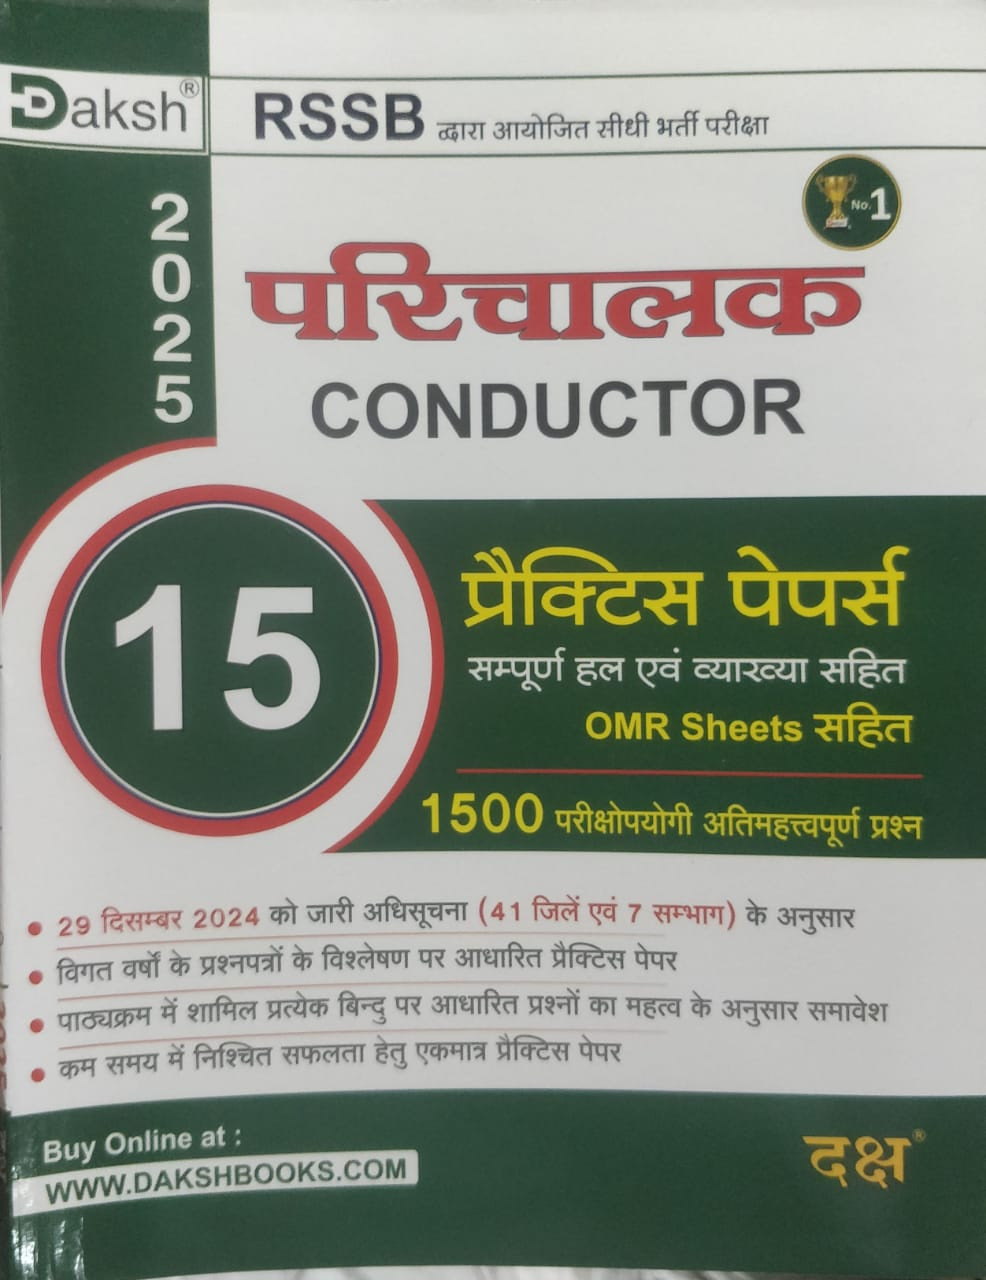 Daksh®
RSSB द्वारा आयोजित सीधी भर्ती परीक्षा
2025
No.1
परिचालक
CONDUCTOR
15
प्रैक्टिस पेपर्स
सम्पूर्ण हल एवं व्याख्या सहित
OMR Sheets सहित
1500 परीक्षोपयोगी अतिमहत्त्वपूर्ण प्रश्न
• 29 दिसम्बर 2024 को जारी अधिसूचना (41 जिलें एवं 7 सम्भाग) के अनुसार
• विगत वर्षों के प्रश्नपत्रों के विश्लेषण पर आधारित प्रैक्टिस पेपर
• पाठ्यक्रम में शामिल प्रत्येक बिन्दु पर आधारित प्रश्नों का महत्व के अनुसार समावेश
• कम समय में निश्चित सफलता हेतु एकमात्र प्रैक्टिस पेपर
Buy Online at :
WWW.DAKSHBOOKS.COM
दक्ष®